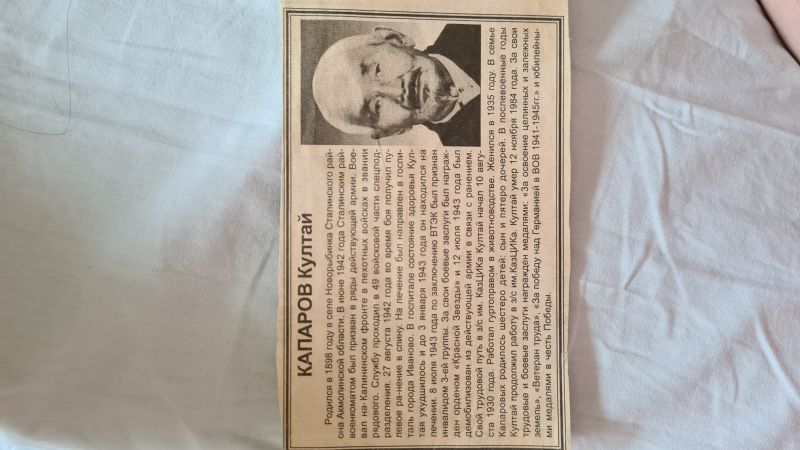 КАПАРОВ Култай
Родился в 1898 году в селе Новорыбинка Сталинского рай-
она Акмолинской области. В июне 1942 года Сталинским рай-
военкоматом был призван в ряды действующей армии. Вое-
вал на Калининском фронте в пехотных войсках в звании
рядового. Службу проходил в 49 войсковой части спецпод-
разделения. 27 августа 1942 года во время боя получил пу-
левое ра-нение в спину. На лечение был направлен в госпи-
таль города Иваново. В госпитале состояние здоровья Кул-
тая ухудшилось и до 3 января 1943 года он находился на
лечении. 8 июля 1943 года по заключению ВТЭК был признан
инвалидом 3-ей группы. За свои боевые заслуги был награж-
ден орденом «Красной Звезды» и 12 июля 1943 года был
демобилизован из действующей армии в связи с ранением.
Свой трудовой путь в з/с им. КазЦИКа Култай начал 10 авгу-
ста 1930 года. Работал гуртоправом в животноводстве. Женился в 1935 году. В семье
Капаровых родилось шестеро детей: сын и пятеро дочерей. В послевоенные годы
Култай продолжил работу в з/с им.КазЦИКа. Култай умер 12 ноября 1984 года. За свои
трудовые и боевые заслуги награжден медалями: «За освоение целинных и залежных
земель», «Ветеран труда», «За победу над Германией в ВОВ 1941-1945гг.» и юбилейны-
ми медалями в честь Победы.